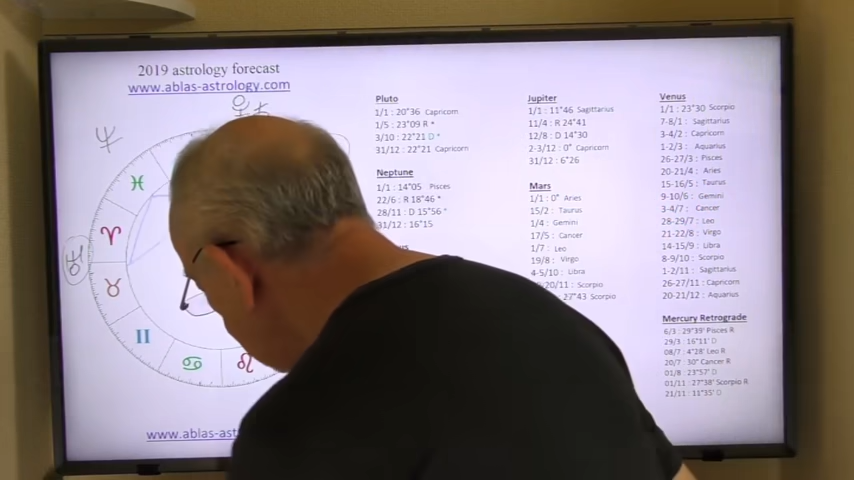 2019 astrology forecast
www.ablas-astrology.com
Pluto
1/1 : 20°36 Capricorn
1/5 : 23°09 R *
3/10 : 22°21 D *
31/12 : 22°21 Capricorn
Neptune
1/1 : 14°05 Pisces
22/6 : R 18°46 *
28/11 : D 15°56 *
31/12 : 16°15
us
Jupiter
1/1 : 11°46 Sagittarius
11/4 : R 24°41
12/8 : D 14°30
2-3/12 : 0° Capricorn
31/12 : 6°26
Mars
1/1 : 0° Aries
15/2 : Taurus
1/4 : Gemini
17/5 : Cancer
1/7 : Leo
19/8 : Virgo
4-5/10 : Libra
20/11 : Scorpio
27°43 Scorpio
Venus
1/1 : 23°30 Scorpio
7-8/1 : Sagittarius
3-4/2 : Capricorn
1-2/3 : Aquarius
26-27/3 : Pisces
20-21/4 : Aries
15-16/5 : Taurus
9-10/6 : Gemini
3-4/7 : Cancer
28-29/7 : Leo
21-22/8 : Virgo
14-15/9 : Libra
8-9/10 : Scorpio
1-2/11 : Sagittarius
26-27/11 : Capricorn
20-21/12 : Aquarius
Mercury Retrograde
6/3 : 29°39' Pisces R
29/3 : 16°11' D
08/7 : 4°28' Leo R
20/7 : 30° Cancer R
01/8 : 23°57' D
01/11 : 27°38' Scorpio R
21/11 : 11°35' D
www.ablas-as